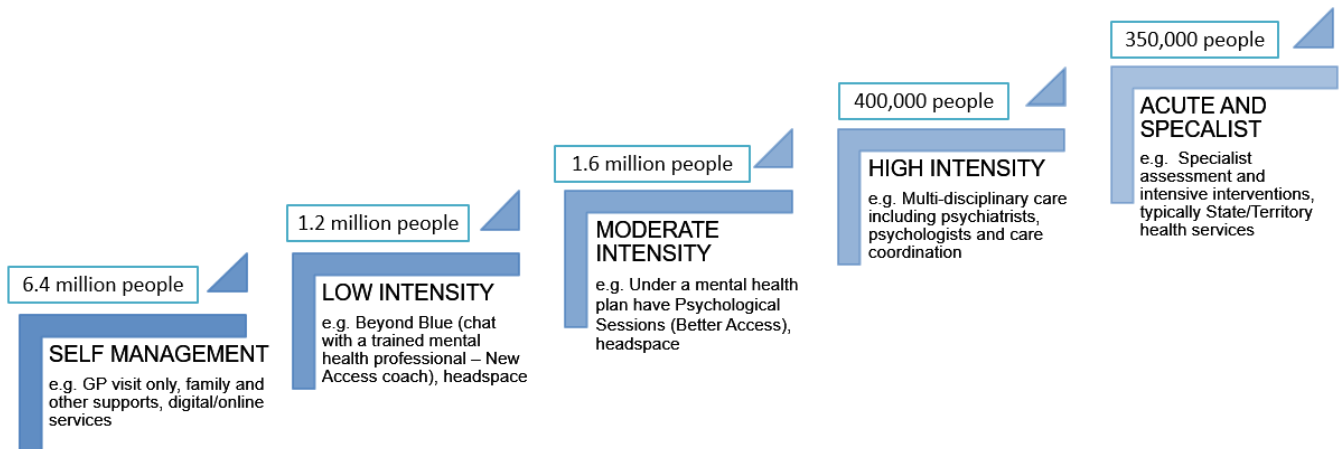 6.4 million people
SELF MANAGEMENT
e.g. GP visit only, family and
other supports, digital/online
services
1.2 million people
LOW INTENSITY
e.g. Beyond Blue (chat
with a trained mental
health professional – New
Access coach), headspace
1.6 million people
MODERATE
INTENSITY
e.g. Under a mental health
plan have Psychological
Sessions (Better Access),
headspace
400,000 people
HIGH INTENSITY
e.g. Multi-disciplinary care
including psychiatrists,
psychologists and care
coordination
350,000 people
ACUTE AND
SPECALIST
e.g. Specialist
assessment and
intensive interventions,
typically State/Territory
health services